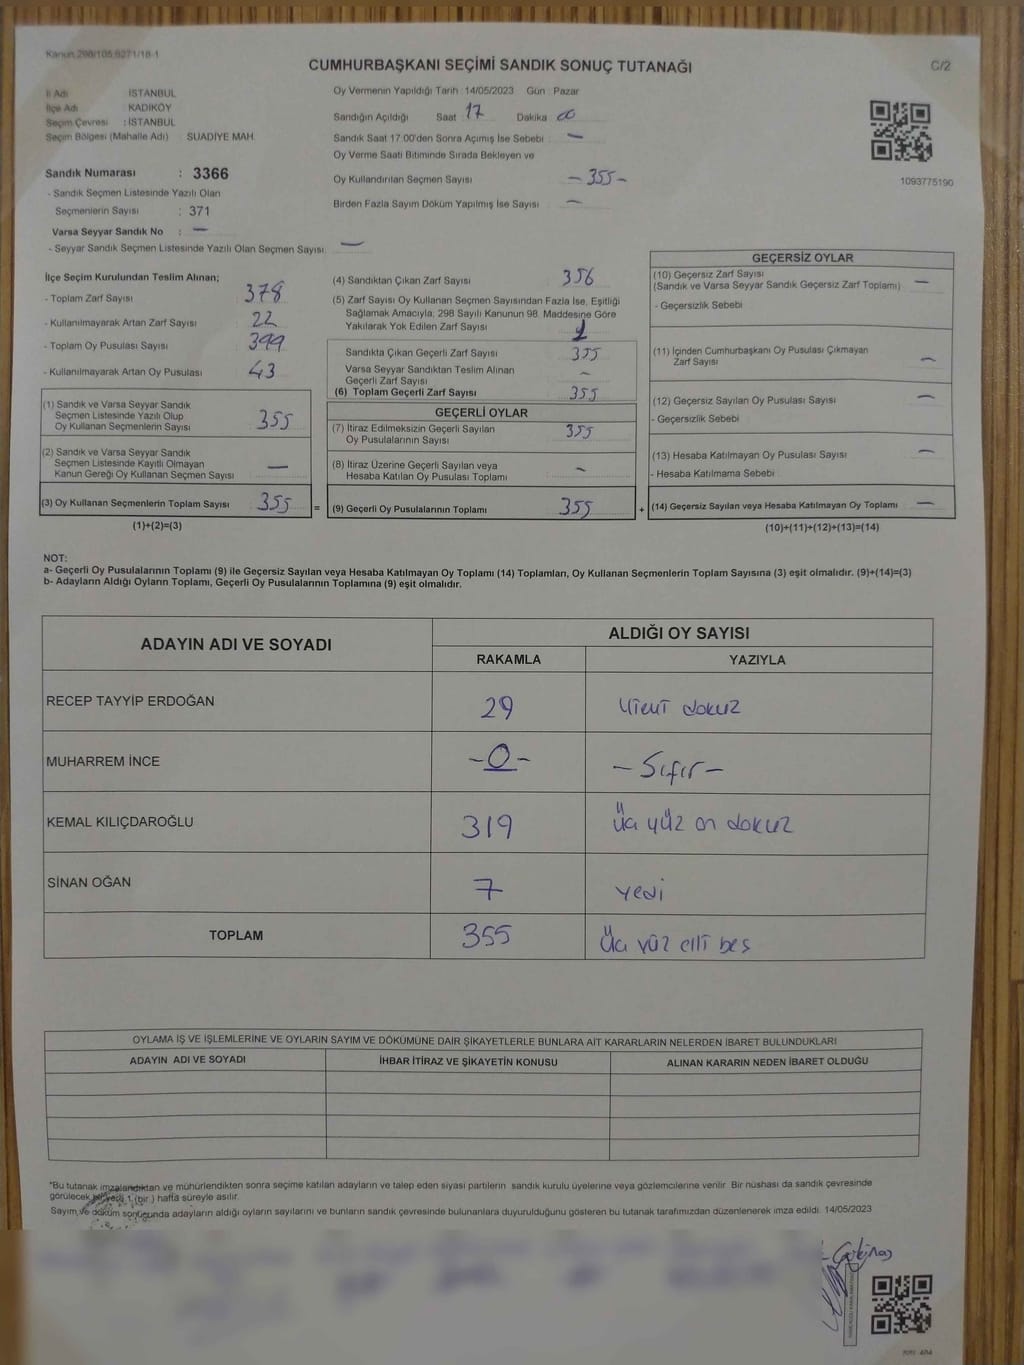 Kanun 298/105 6271/18-1
CUMHURBAŞKANI SEÇİMİ SANDIK SONUÇ TUTANAĞI
C/2
İl Adı : İSTANBUL
İlçe Adı : KADIKÖY
Seçim Çevresi : İSTANBUL
Seçim Bölgesi (Mahalle Adı) : SUADİYE MAH.
Sandık Numarası : 3366
- Sandık Seçmen Listesinde Yazılı Olan
Seçmenlerin Sayısı : 371
Varsa Seyyar Sandık No : —
- Seyyar Sandık Seçmen Listesinde Yazılı Olan Seçmen Sayısı : —
Oy Vermenin Yapıldığı Tarih : 14/05/2023 Gün : Pazar
Sandığın Açıldığı Saat 17 Dakika 00
Sandık Saat 17:00'den Sonra Açımış İse Sebebi : —
Oy Verme Saati Bitiminde Sırada Bekleyen ve
Oy Kullandırılan Seçmen Sayısı - 355 -
Birden Fazla Sayım Döküm Yapılmış İse Sayısı —
1093775190
İlçe Seçim Kurulundan Teslim Alınan;
- Toplam Zarf Sayısı 378
- Kullanılmayarak Artan Zarf Sayısı 22
- Toplam Oy Pusulası Sayısı 399
- Kullanılmayarak Artan Oy Pusulası 43
(1) Sandık ve Varsa Seyyar Sandık
Seçmen Listesinde Yazılı Olup
Oy Kullanan Seçmenlerin Sayısı 355
(2) Sandık ve Varsa Seyyar Sandık
Seçmen Listesinde Kayıtlı Olmayan
Kanun Gereği Oy Kullanan Seçmen Sayısı —
(3) Oy Kullanan Seçmenlerin Toplam Sayısı 355 =
(1)+(2)=(3)
(4) Sandıktan Çıkan Zarf Sayısı 356
(5) Zarf Sayısı Oy Kullanan Seçmen Sayısından Fazla İse, Eşitliği
Sağlamak Amacıyla, 298 Sayılı Kanunun 98. Maddesine Göre
Yakılarak Yok Edilen Zarf Sayısı 1
Sandıkta Çıkan Geçerli Zarf Sayısı 355
Varsa Seyyar Sandıktan Teslim Alınan
Geçerli Zarf Sayısı —
(6) Toplam Geçerli Zarf Sayısı 355
GEÇERLİ OYLAR
(7) İtiraz Edilmeksizin Geçerli Sayılan
Oy Pusulalarının Sayısı 355
(8) İtiraz Üzerine Geçerli Sayılan veya
Hesaba Katılan Oy Pusulası Toplamı —
(9) Geçerli Oy Pusulalarının Toplamı 355 +
GEÇERSİZ OYLAR
(10) Geçersiz Zarf Sayısı
(Sandık ve Varsa Seyyar Sandık Geçersiz Zarf Toplamı) —
- Geçersizlik Sebebi
(11) İçinden Cumhurbaşkanı Oy Pusulası Çıkmayan
Zarf Sayısı —
(12) Geçersiz Sayılan Oy Pusulası Sayısı —
- Geçersizlik Sebebi
(13) Hesaba Katılmayan Oy Pusulası Sayısı —
- Hesaba Katılmama Sebebi
(14) Geçersiz Sayılan veya Hesaba Katılmayan Oy Toplamı —
(10)+(11)+(12)+(13)=(14)
NOT:
a- Geçerli Oy Pusulalarının Toplamı (9) ile Geçersiz Sayılan veya Hesaba Katılmayan Oy Toplamı (14) Toplamları, Oy Kullanan Seçmenlerin Toplam Sayısına (3) eşit olmalıdır. (9)+(14)=(3)
b- Adayların Aldığı Oyların Toplamı, Geçerli Oy Pusulalarının Toplamına (9) eşit olmalıdır.
ADAYIN ADI VE SOYADI
ALDIĞI OY SAYISI
RAKAMLA YAZIYLA
RECEP TAYYİP ERDOĞAN 29 Yirmi dokuz
MUHARREM İNCE -0- - Sıfır -
KEMAL KILIÇDAROĞLU 319 Üç yüz on dokuz
SİNAN OĞAN 7 yedi
TOPLAM 355 Üç yüz elli beş
OYLAMA İŞ VE İŞLEMLERİNE VE OYLARIN SAYIM VE DÖKÜMÜNE DAİR ŞİKAYETLERLE BUNLARA AİT KARARLARIN NELERDEN İBARET BULUNDUKLARI
ADAYIN ADI VE SOYADI İHBAR İTİRAZ VE ŞİKAYETİN KONUSU ALINAN KARARIN NEDEN İBARET OLDUĞU
*Bu tutanak imzalandıktan ve mühürlendikten sonra seçime katılan adayların ve talep eden siyasi partilerin sandık kurulu üyelerine veya gözlemcilerine verilir. Bir nüshası da sandık çevresinde
görülecek bir yere 1 (bir ) hafta süreyle asılır.
Sayım ve döküm sonucunda adayların aldığı oyların sayılarını ve bunların sandık çevresinde bulunanlara duyurulduğunu gösteren bu tutanak tarafımızdan düzenlenerek imza edildi. 14/05/2023